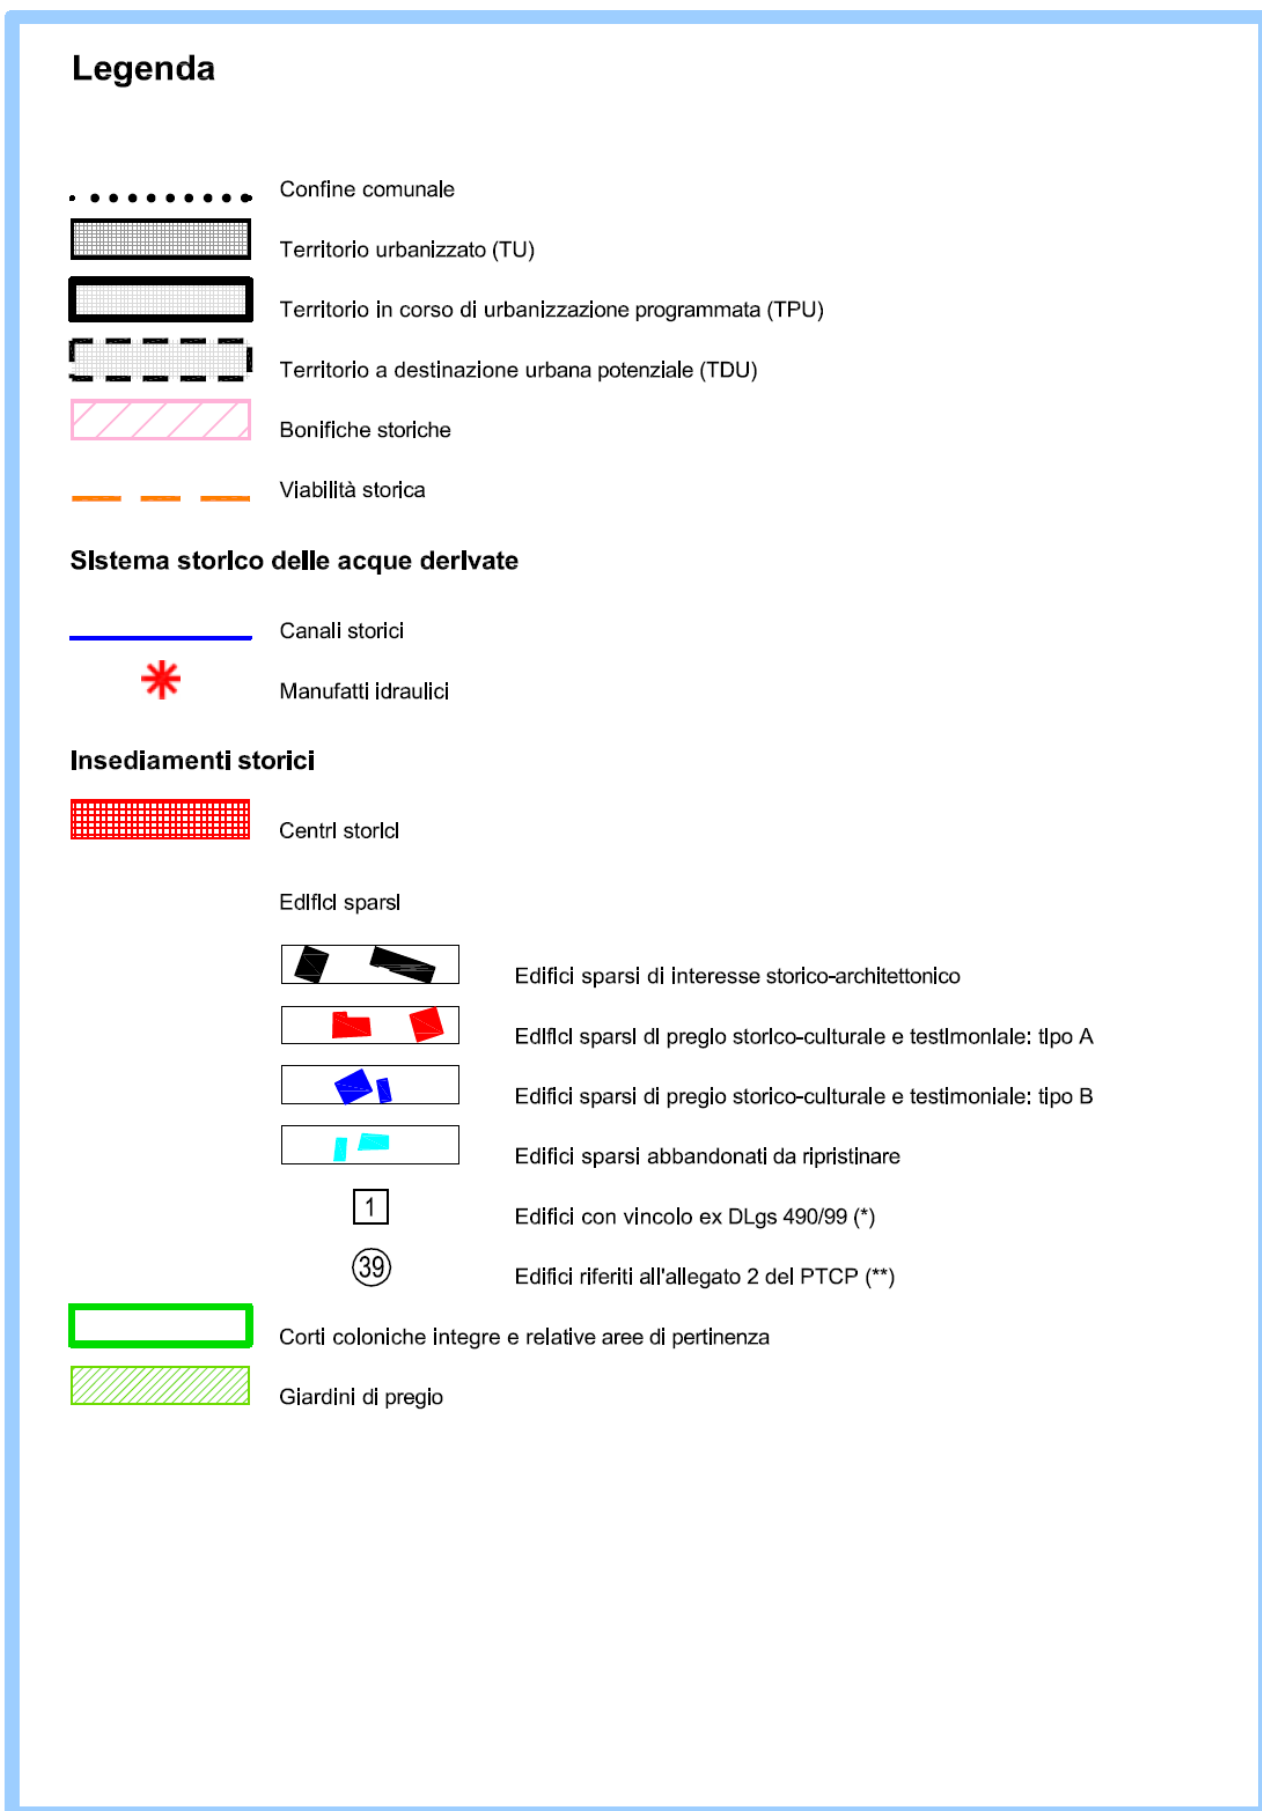 Legenda
Confine comunale
Territorio urbanizzato (TU)
Territorio in corso di urbanizzazione programmata (TPU)
Territorio a destinazione urbana potenziale (TDU)
Bonifiche storiche
Viabilità storica
Sistema storico delle acque derivate
Canali storici
Manufatti idraulici
Insediamenti storici
Centri storici
Edifici sparsi
Edifici sparsi di interesse storico-architettonico
Edifici sparsi di pregio storico-culturale e testimoniale: tipo A
Edifici sparsi di pregio storico-culturale e testimoniale: tipo B
Edifici sparsi abbandonati da ripristinare
1 Edifici con vincolo ex DLgs 490/99 (*)
39 Edifici riferiti all'allegato 2 del PTCP (**)
Corti coloniche integre e relative aree di pertinenza
Giardini di pregio